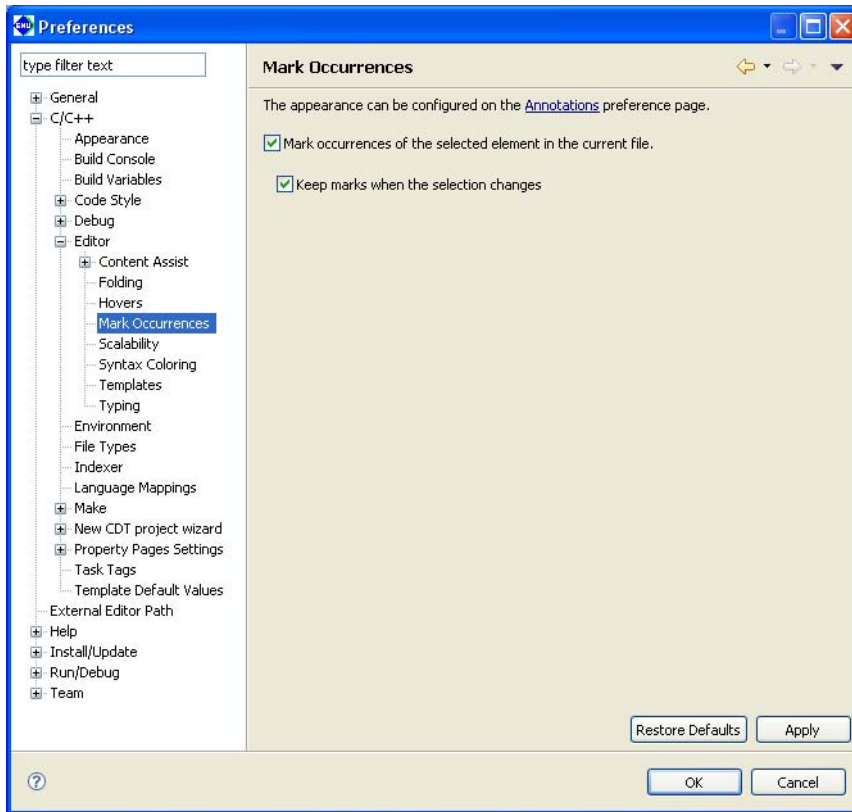 GNU Preferences
type filter text
Mark Occurrences
General
C/C++
Appearance
Build Console
Build Variables
Code Style
Debug
Editor
Content Assist
Folding
Hovers
Mark Occurrences
Scalability
Syntax Coloring
Templates
Typing
Environment
File Types
Indexer
Language Mappings
Make
New CDT project wizard
Property Pages Settings
Task Tags
Template Default Values
External Editor Path
Help
Install/Update
Run/Debug
Team
The appearance can be configured on the Annotations preference page.
Mark occurrences of the selected element in the current file.
Keep marks when the selection changes
Restore Defaults
Apply
?
OK
Cancel